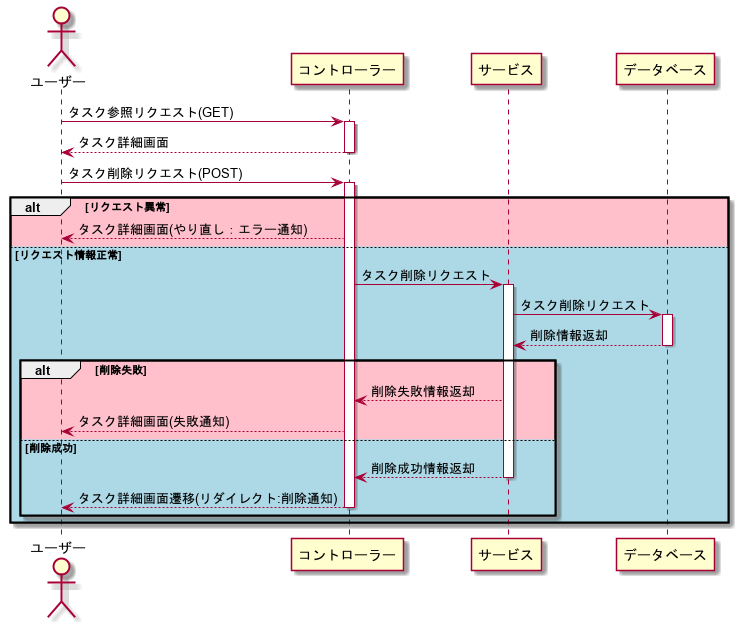 ユーザー
コントローラー
サービス
データベース
タスク参照リクエスト(GET)
タスク詳細画面
タスク削除リクエスト(POST)
alt [リクエスト異常]
タスク詳細画面(やり直し：エラー通知)
[リクエスト情報正常]
タスク削除リクエスト
タスク削除リクエスト
削除情報返却
alt [削除失敗]
削除失敗情報返却
タスク詳細画面(失敗通知)
[削除成功]
削除成功情報返却
タスク詳細画面遷移(リダイレクト:削除通知)
ユーザー
コントローラー
サービス
データベース